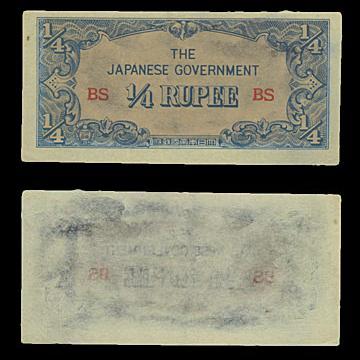 1/4 1/4
THE
JAPANESE GOVERNMENT
BS 1/4 RUPEE BS
1/4 1/4